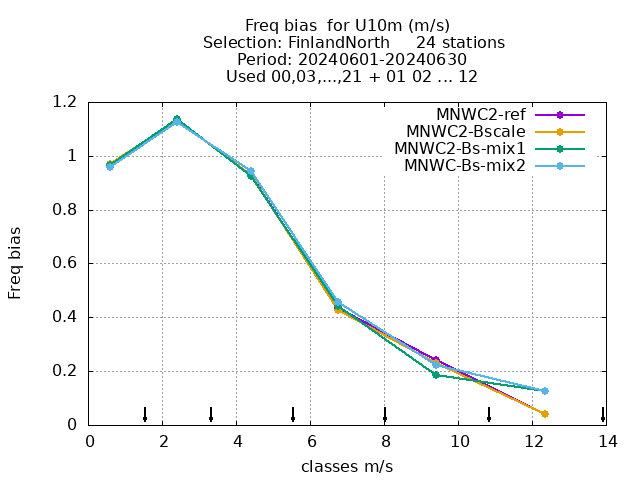 Freq bias  for U10m (m/s)
Selection: FinlandNorth     24 stations
Period: 20240601-20240630
Used 00,03,...,21 + 01 02 ... 12
MNWC2-ref
MNWC2-Bscale
MNWC2-Bs-mix1
MNWC-Bs-mix2
Freq bias
1.2
1
0.8
0.6
0.4
0.2
0
0 2 4 6 8 10 12 14
classes m/s